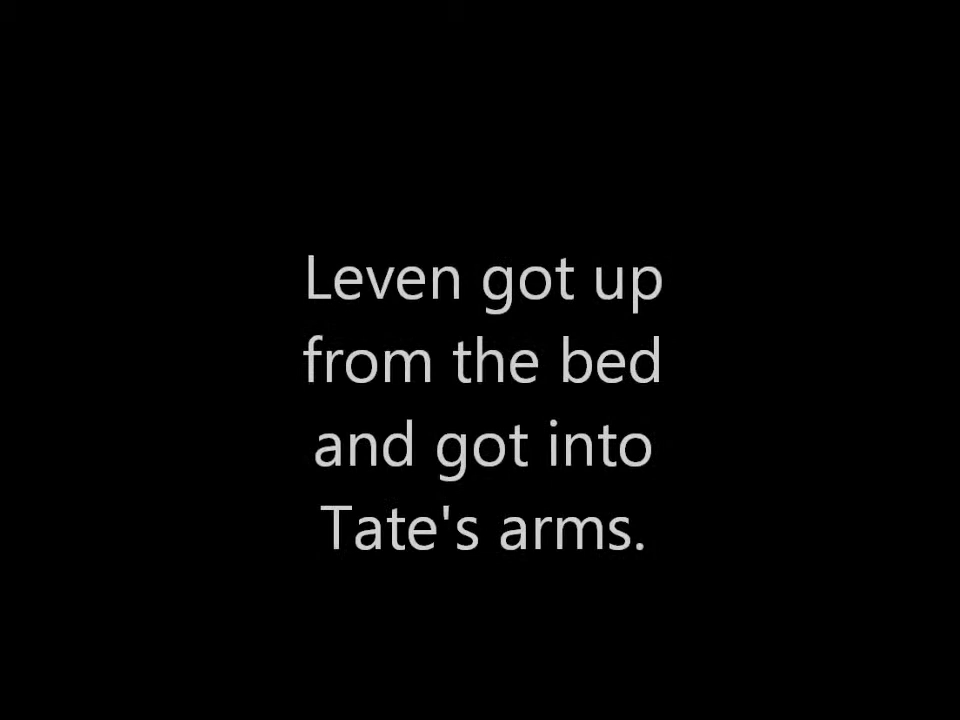 Leven got up
from the bed
and got into
Tate's arms.